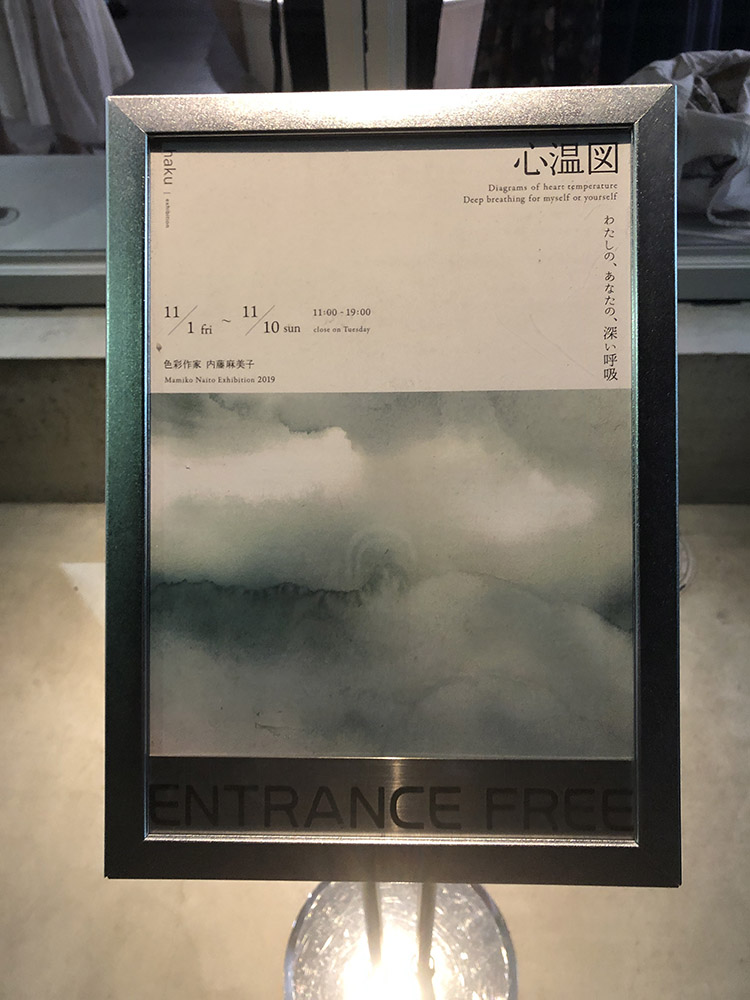 haku | exhibition
心温図
Diagrams of heart temperature
Deep breathing for myself or yourself
わたしの、あなたの、深い呼吸
11/1 fri ~ 11/10 sun
11:00 - 19:00
close on Tuesday
色彩作家 内藤麻美子
Mamiko Naito Exhibition 2019
ENTRANCE FREE